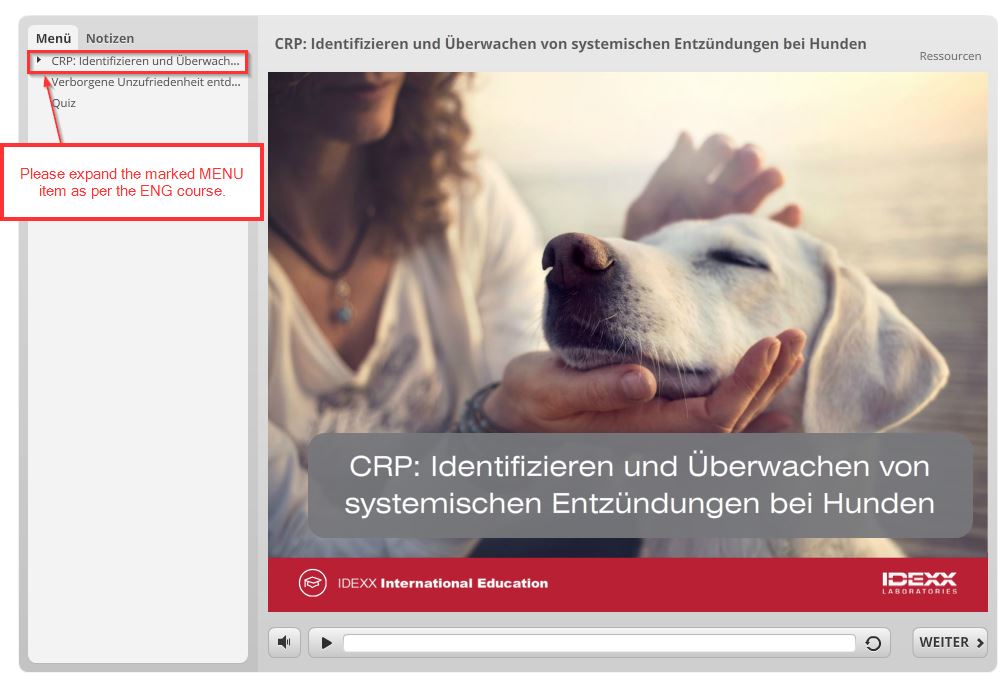 Menü Notizen
CRP: Identifizieren und Überwach...
Verborgene Unzufriedenheit entd...
Quiz
Please expand the marked MENU
item as per the ENG course.
CRP: Identifizieren und Überwachen von systemischen Entzündungen bei Hunden
Ressourcen
CRP: Identifizieren und Überwachen von
systemischen Entzündungen bei Hunden
IDEXX International Education
IDEXX
LABORATORIES
WEITER